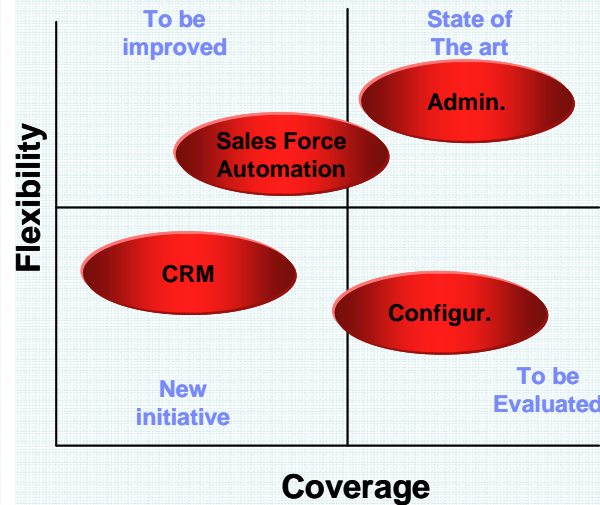 To be
improved
State of
The art
Admin.
Sales Force
Automation
Flexibility
CRM
Configur.
New
initiative
To be
Evaluated
Coverage